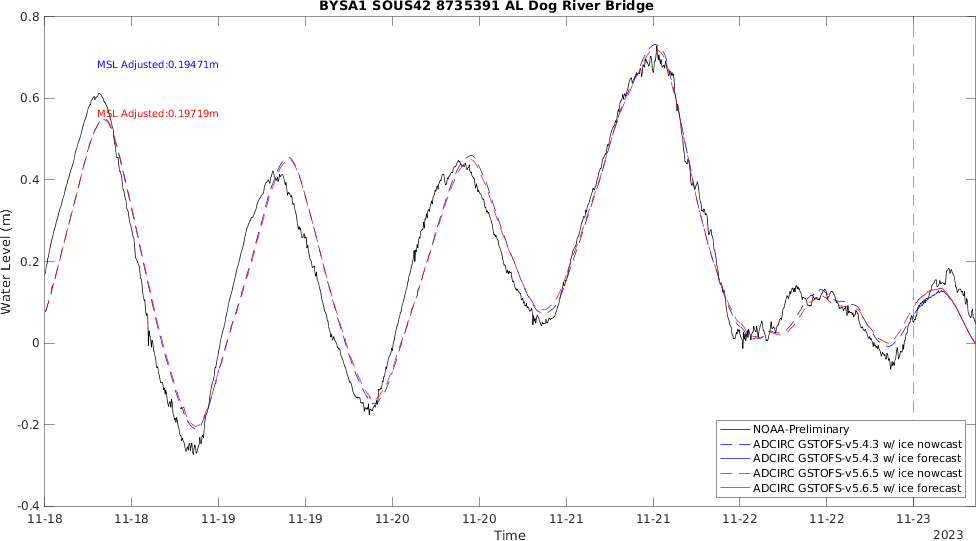 BYSA1 SOUS42 8735391 AL Dog River Bridge
0.8
0.6
0.4
0.2
0
-0.2
-0.4
Water Level (m)
MSL Adjusted:0.19471m
MSL Adjusted:0.19719m
NOAA-Preliminary
ADCIRC GSTOFS-v5.4.3 w/ ice nowcast
ADCIRC GSTOFS-v5.4.3 w/ ice forecast
ADCIRC GSTOFS-v5.6.5 w/ ice nowcast
ADCIRC GSTOFS-v5.6.5 w/ ice forecast
11-18 11-18 11-19 11-19 11-20 11-20 11-21 11-21 11-22 11-22 11-23
Time
2023